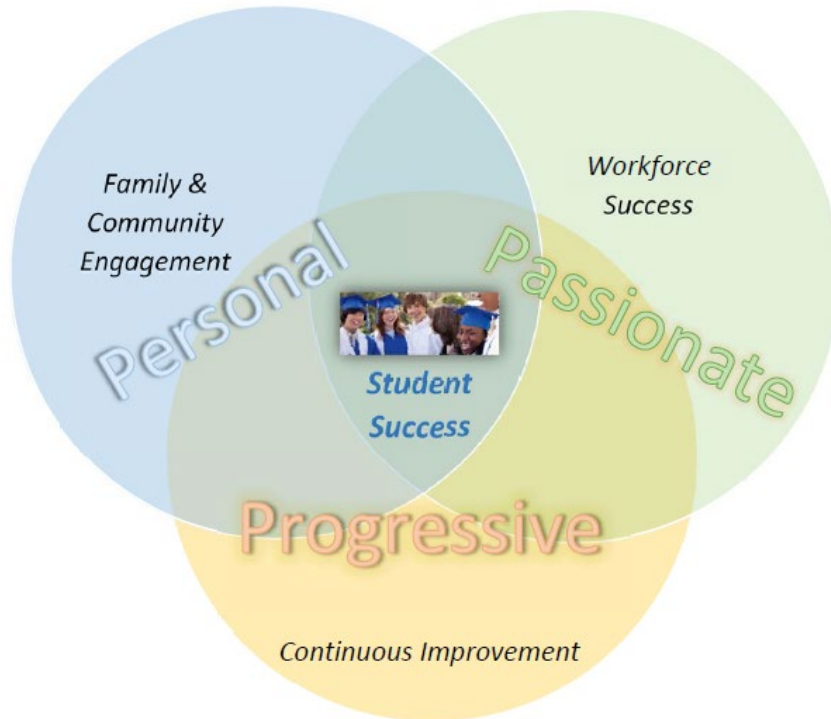 Family &
Community
Engagement
Workforce
Success
Personal
Passionate
Student
Success
Progressive
Continuous Improvement